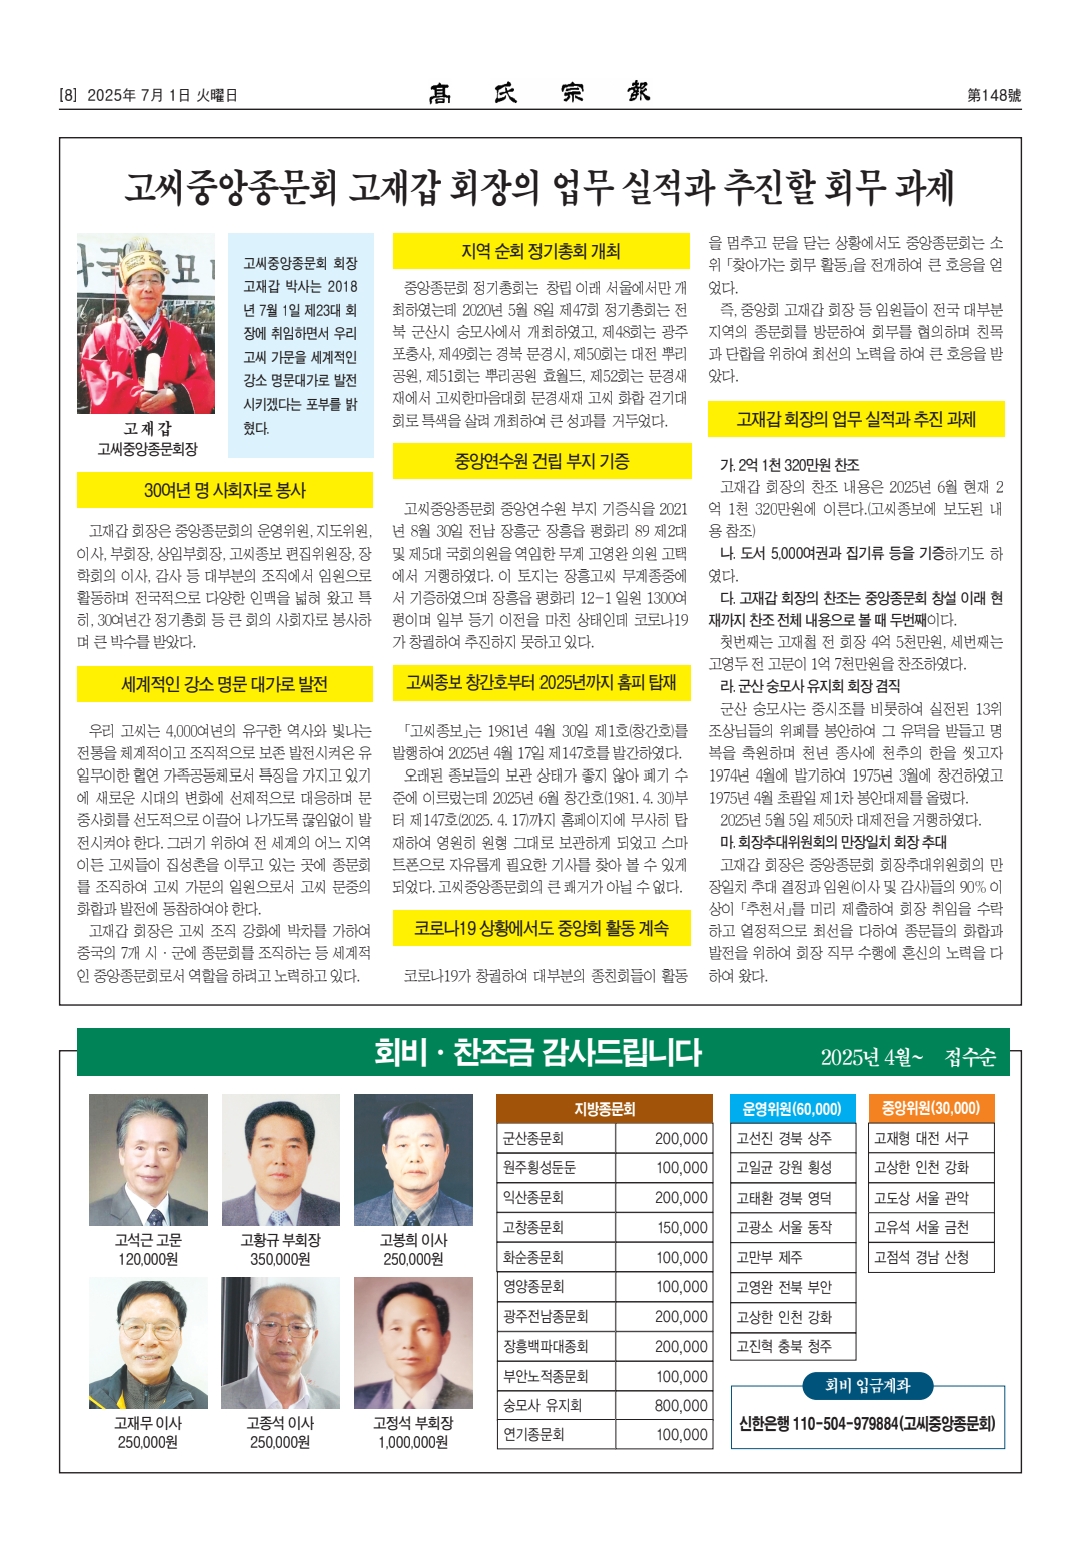 [8] 2025年 7月 1日 火曜日
髙氏宗報
第148號
고씨중앙종문회 고재갑 회장의 업무 실적과 추진할 회무 과제
고 재 갑
고씨중앙종문회장
고씨중앙종문회 회장
고재갑 박사는 2018
년 7월 1일 제23대 회
장에 취임하면서 우리
고씨 가문을 세계적인
강소 명문대가로 발전
시키겠다는 포부를 밝
혔다.
30여년 명 사회자로 봉사
고재갑 회장은 중앙종문회의 운영위원, 지도위원,
이사, 부회장, 상임부회장, 고씨종보 편집위원장, 장
학회의 이사, 감사 등 대부분의 조직에서 임원으로
활동하며 전국적으로 다양한 인맥을 넓혀 왔고 특
히, 30여년간 정기총회 등 큰 회의 사회자로 봉사하
며 큰 박수를 받았다.
세계적인 강소 명문 대가로 발전
우리 고씨는 4,000여년의 유구한 역사와 빛나는
전통을 체계적이고 조직적으로 보존 발전시켜온 유
일무이한 혈연 가족공동체로서 특징을 가지고 있기
에 새로운 시대의 변화에 선제적으로 대응하며 문
중사회를 선도적으로 이끌어 나가도록 끊임없이 발
전시켜야 한다. 그러기 위하여 전 세계의 어느 지역
이든 고씨들이 집성촌을 이루고 있는 곳에 종문회
를 조직하여 고씨 가문의 일원으로서 고씨 문중의
화합과 발전에 동참하여야 한다.
고재갑 회장은 고씨 조직 강화에 박차를 가하여
중국의 7개 시 · 군에 종문회를 조직하는 등 세계적
인 중앙종문회로서 역할을 하려고 노력하고 있다.
지역 순회 정기총회 개최
중앙종문회 정기총회는 창립 이래 서울에서만 개
최하였는데 2020년 5월 8일 제47회 정기총회는 전
북 군산시 숭모사에서 개최하였고, 제48회는 광주
포충사, 제49회는 경북 문경시, 제50회는 대전 뿌리
공원, 제51회는 뿌리공원 효월드, 제52회는 문경새
재에서 고씨한마음대회 문경새재 고씨 화합 걷기대
회로 특색을 살려 개최하여 큰 성과를 거두었다.
중앙연수원 건립 부지 기증
고씨중앙종문회 중앙연수원 부지 기증식을 2021
년 8월 30일 전남 장흥군 장흥읍 평화리 89 제2대
및 제5대 국회의원을 역임한 무계 고영완 의원 고택
에서 거행하였다. 이 토지는 장흥고씨 무계종중에
서 기증하였으며 장흥읍 평화리 12-1 일원 1300여
평이며 일부 등기 이전을 마친 상태인데 코로나19
가 창궐하여 추진하지 못하고 있다.
고씨종보 창간호부터 2025년까지 홈피 탑재
「고씨종보」는 1981년 4월 30일 제1호(창간호)를
발행하여 2025년 4월 17일 제147호를 발간하였다.
오래된 종보들의 보관 상태가 좋지 않아 폐기 수
준에 이르렀는데 2025년 6월 창간호(1981. 4. 30)부
터 제147호(2025. 4. 17)까지 홈페이지에 무사히 탑
재하여 영원히 원형 그대로 보관하게 되었고 스마
트폰으로 자유롭게 필요한 기사를 찾아 볼 수 있게
되었다. 고씨중앙종문회의 큰 쾌거가 아닐 수 없다.
코로나19 상황에서도 중앙회 활동 계속
코로나19가 창궐하여 대부분의 종친회들이 활동
을 멈추고 문을 닫는 상황에서도 중앙종문회는 소
위 「찾아가는 회무 활동」을 전개하여 큰 호응을 얻
었다.
즉, 중앙회 고재갑 회장 등 임원들이 전국 대부분
지역의 종문회를 방문하여 회무를 협의하며 친목
과 단합을 위하여 최선의 노력을 하여 큰 호응을 받
았다.
고재갑 회장의 업무 실적과 추진 과제
가. 2억 1천 320만원 찬조
고재갑 회장의 찬조 내용은 2025년 6월 현재 2
억 1천 320만원에 이른다.(고씨종보에 보도된 내
용 참조)
나. 도서 5,000여권과 집기류 등을 기증하기도 하
였다.
다. 고재갑 회장의 찬조는 중앙종문회 창설 이래 현
재까지 찬조 전체 내용으로 볼 때 두번째이다.
첫번째는 고재철 전 회장 4억 5천만원, 세번째는
고영두 전 고문이 1억 7천만원을 찬조하였다.
라. 군산 숭모사 유지회 회장 겸직
군산 숭모사는 중시조를 비롯하여 실전된 13위
조상님들의 위폐를 봉안하여 그 유덕을 받들고 명
복을 축원하며 천년 종사에 천추의 한을 씻고자
1974년 4월에 발기하여 1975년 3월에 창건하였고
1975년 4월 초팔일 제1차 봉안대제를 올렸다.
2025년 5월 5일 제50차 대제전을 거행하였다.
마. 회장추대위원회의 만장일치 회장 추대
고재갑 회장은 중앙종문회 회장추대위원회의 만
장일치 추대 결정과 임원(이사 및 감사)들의 90% 이
상이 「추천서」를 미리 제출하여 회장 취임을 수락
하고 열정적으로 최선을 다하여 종문들의 화합과
발전을 위하여 회장 직무 수행에 혼신의 노력을 다
하여 왔다.
회비 · 찬조금 감사드립니다
2025년 4월~ 접수순
고석근 고문
120,000원
고황규 부회장
350,000원
고봉희 이사
250,000원
고재무 이사
250,000원
고종석 이사
250,000원
고정석 부회장
1,000,000원
지방종문회
군산종문회 200,000
원주횡성둔둔 100,000
익산종문회 200,000
고창종문회 150,000
화순종문회 100,000
영양종문회 100,000
광주전남종문회 200,000
장흥백파대종회 200,000
부안노적종문회 100,000
숭모사 유지회 800,000
연기종문회 100,000
운영위원(60,000)
고선진 경북 상주
고일균 강원 횡성
고태환 경북 영덕
고광소 서울 동작
고만부 제주
고영완 전북 부안
고상한 인천 강화
고진혁 충북 청주
중앙위원(30,000)
고재형 대전 서구
고상한 인천 강화
고도상 서울 관악
고유석 서울 금천
고점석 경남 산청
회비 입금계좌
신한은행 110-504-979884(고씨중앙종문회)